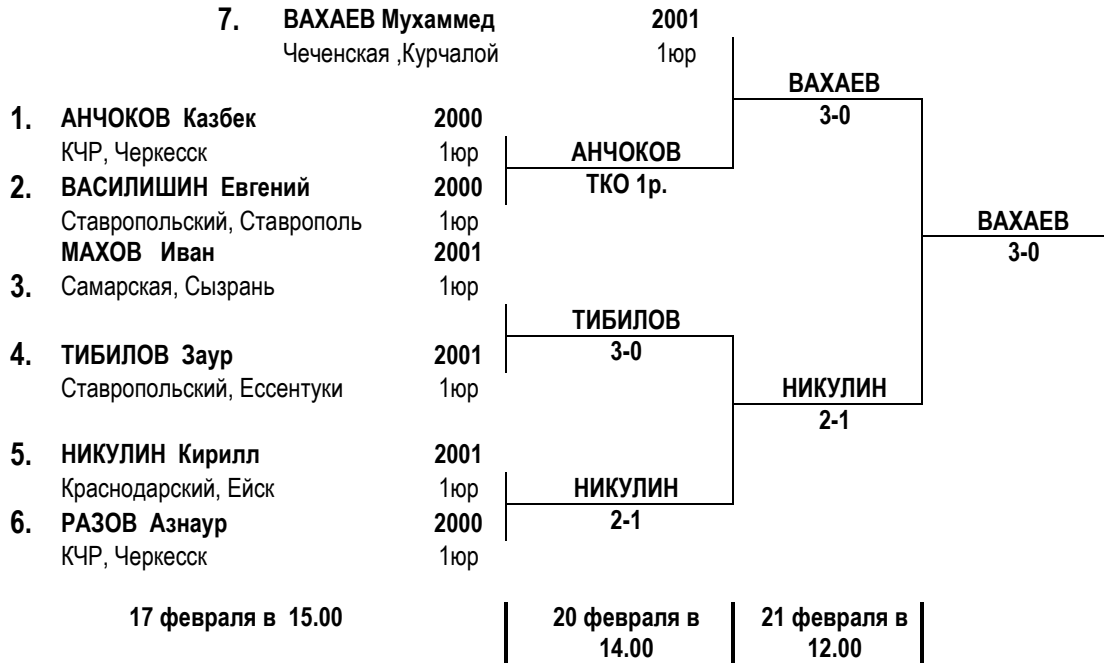 7. ВАХАЕВ Мухаммед 2001
Чеченская ,Курчалой 1юр
ВАХАЕВ
3-0
1. АНЧОКОВ Казбек 2000
КЧР, Черкесск 1юр
АНЧОКОВ
ТКО 1р.
2. ВАСИЛИШИН Евгений 2000
Ставропольский, Ставрополь 1юр
ВАХАЕВ
3-0
МАХОВ Иван 2001
3. Самарская, Сызрань 1юр
ТИБИЛОВ
3-0
4. ТИБИЛОВ Заур 2001
Ставропольский, Ессентуки 1юр
НИКУЛИН
2-1
5. НИКУЛИН Кирилл 2001
Краснодарский, Ейск 1юр
НИКУЛИН
2-1
6. РАЗОВ Азнаур 2000
КЧР, Черкесск 1юр
17 февраля в 15.00
20 февраля в
14.00
21 февраля в
12.00